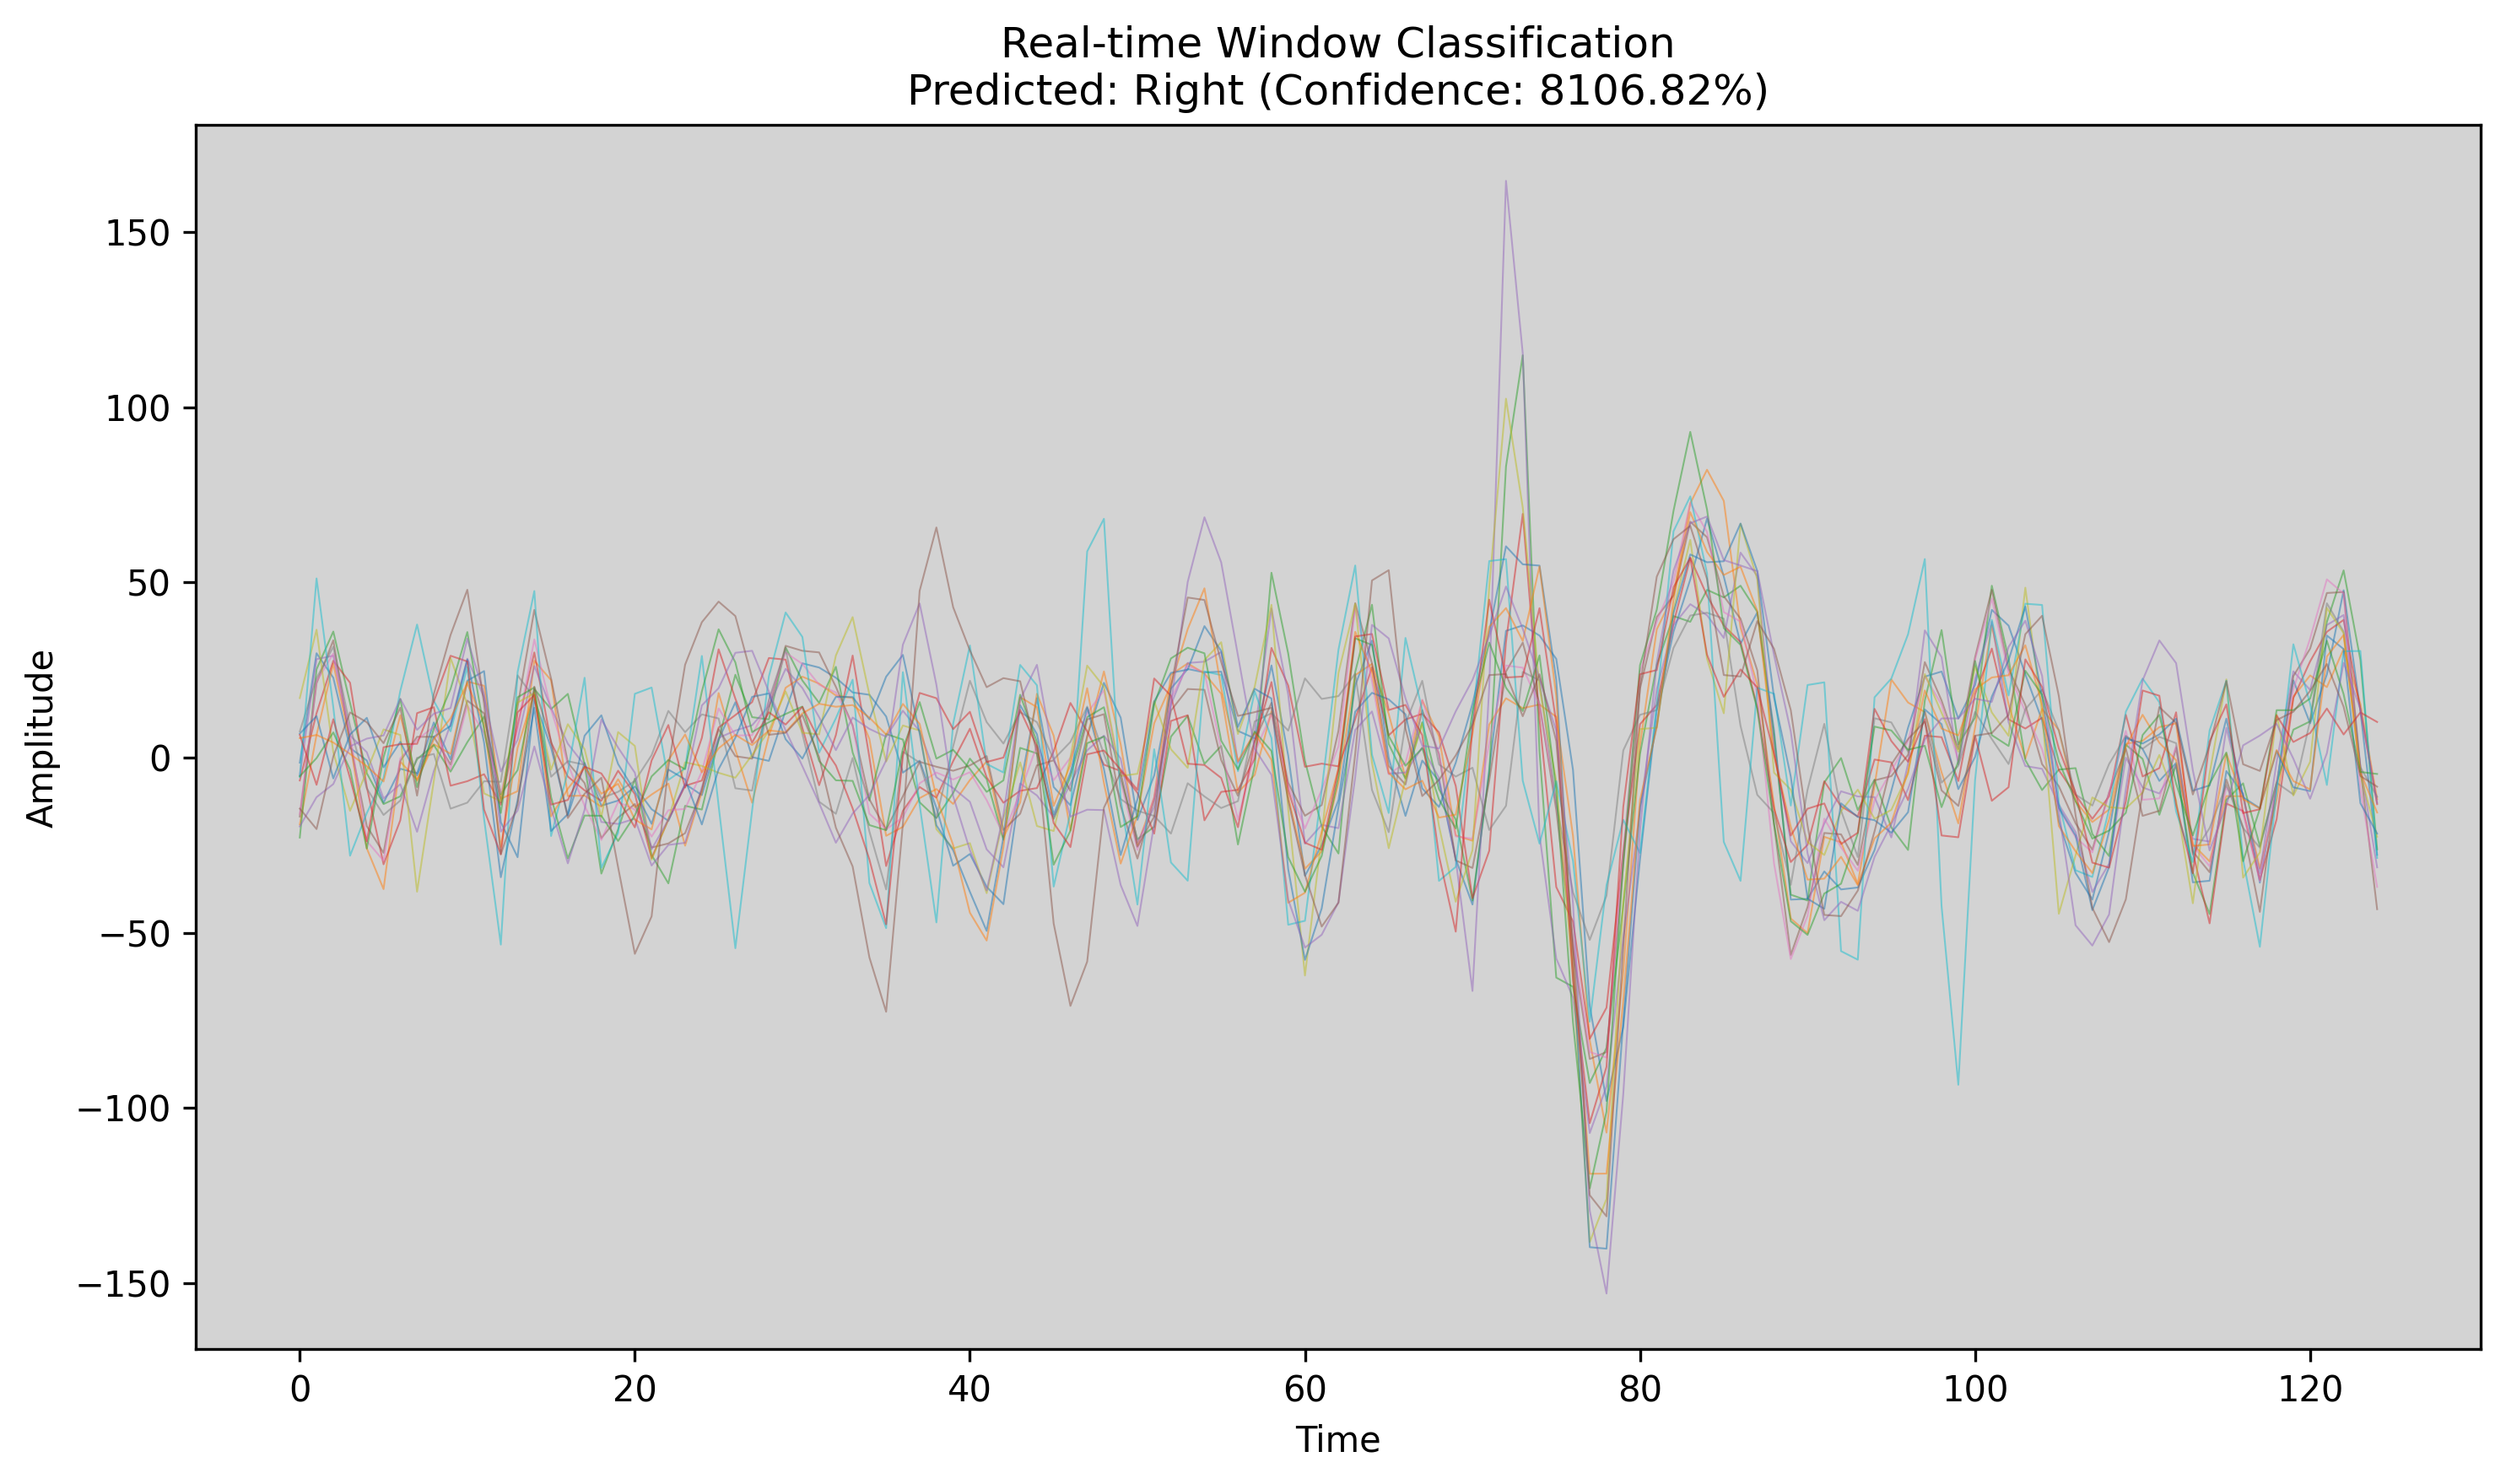 Real-time Window Classification
Predicted: Right (Confidence: 8106.82%)
Amplitude
150
100
50
0
−50
−100
−150
0 20 40 60 80 100 120
Time